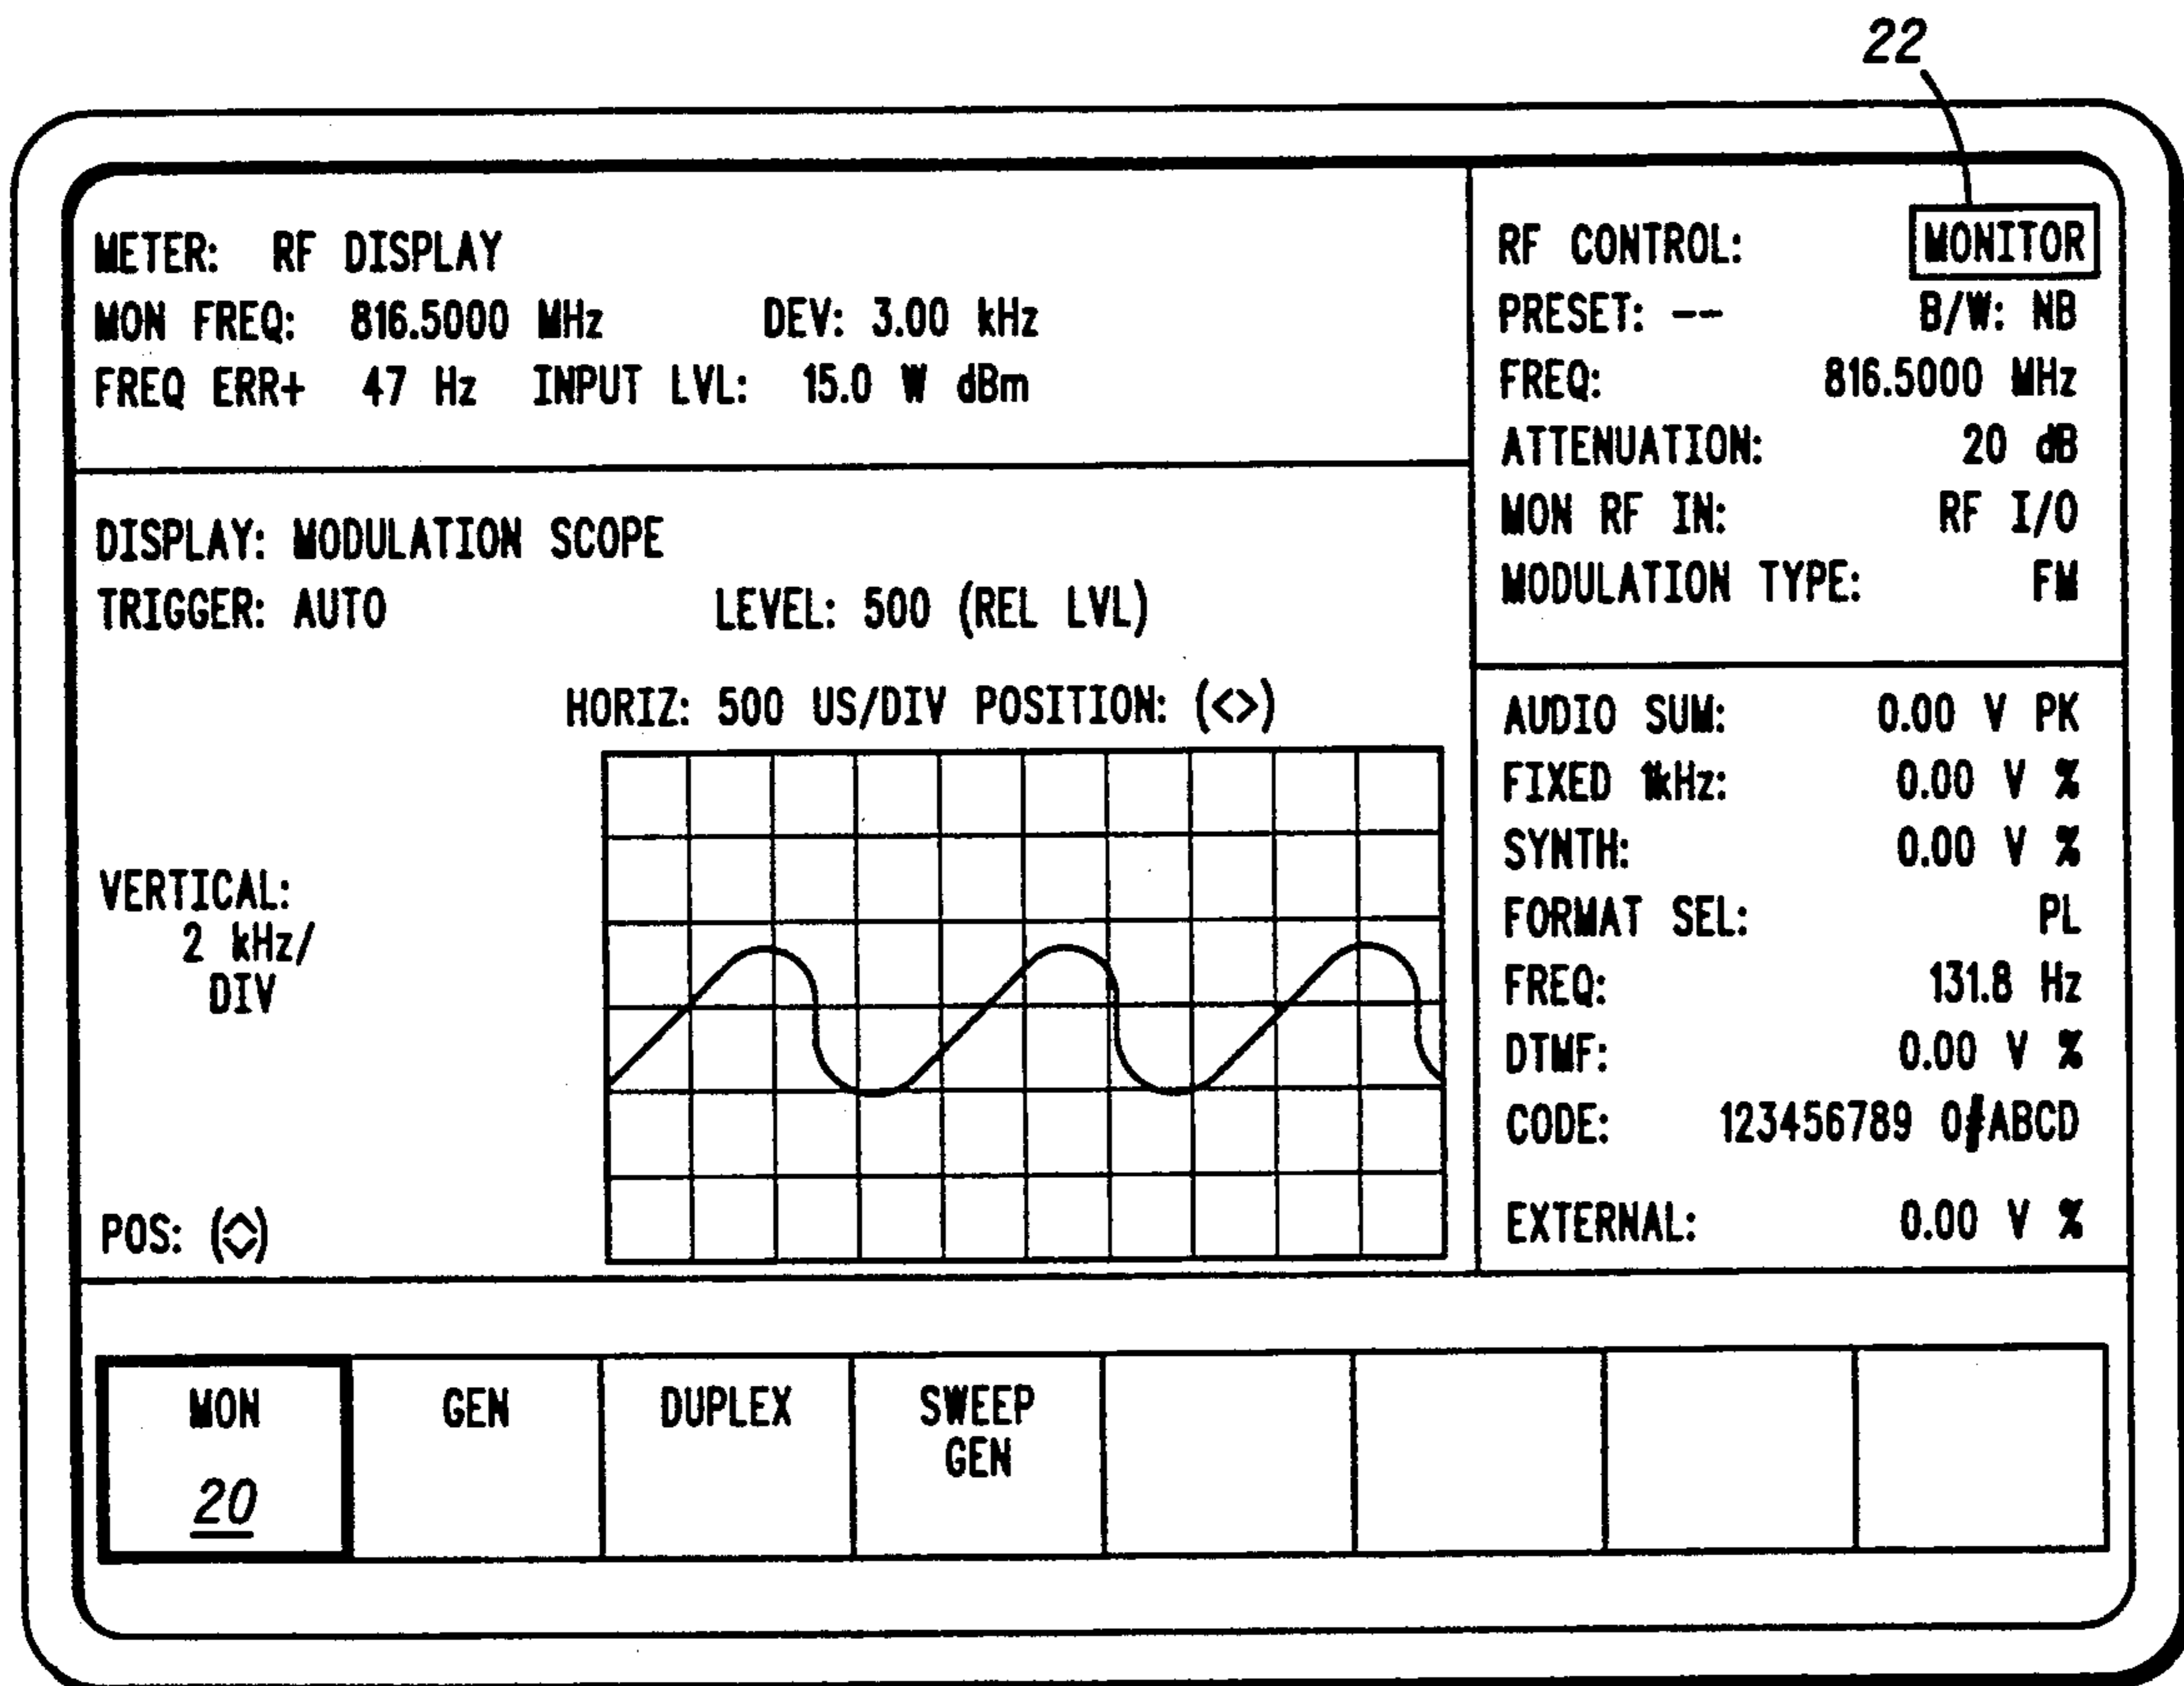 22
METER: RF DISPLAY
MON FREQ: 816.5000 MHz DEV: 3.00 kHz
FREQ ERR+ 47 Hz INPUT LVL: 15.0 W dBm
RF CONTROL: MONITOR
PRESET: -- B/W: NB
FREQ: 816.5000 MHz
ATTENUATION: 20 dB
MON RF IN: RF I/O
MODULATION TYPE: FM
DISPLAY: MODULATION SCOPE
TRIGGER: AUTO LEVEL: 500 (REL LVL)
HORIZ: 500 US/DIV POSITION: (<>)
VERTICAL:
2 kHz/
DIV
POS: (◇)
AUDIO SUM: 0.00 V PK
FIXED 1kHz: 0.00 V %
SYNTH: 0.00 V %
FORMAT SEL: PL
FREQ: 131.8 Hz
DTMF: 0.00 V %
CODE: 123456789 0#ABCD
EXTERNAL: 0.00 V %
MON
20
GEN
DUPLEX
SWEEP
GEN